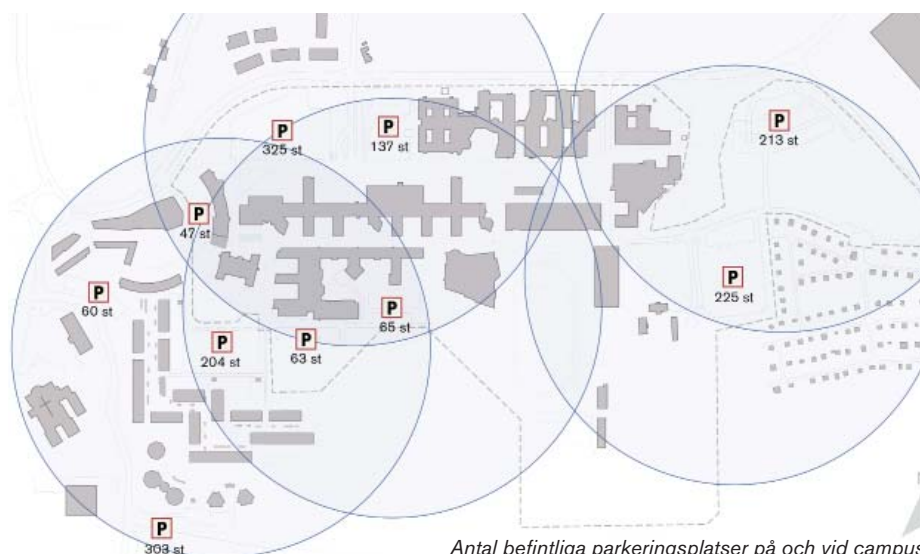 P
213 st
P
325 st
P
137 st
P
47 st
P
60 st
P
225 st
P
65 st
P
204 st
P
63 st
P
303 st
Antal befintliga parkeringsplatser på och vid campus